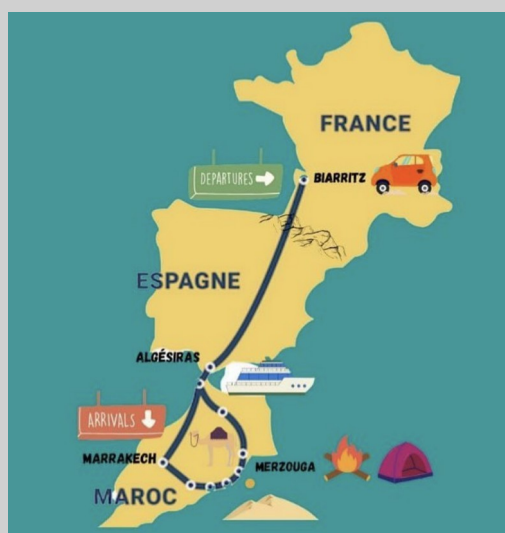 FRANCE
DEPARTURES
BIARRITZ
ESPAGNE
ALGÉSIRAS
ARRIVALS
MARRAKECH
MERZOUGA
MAROC